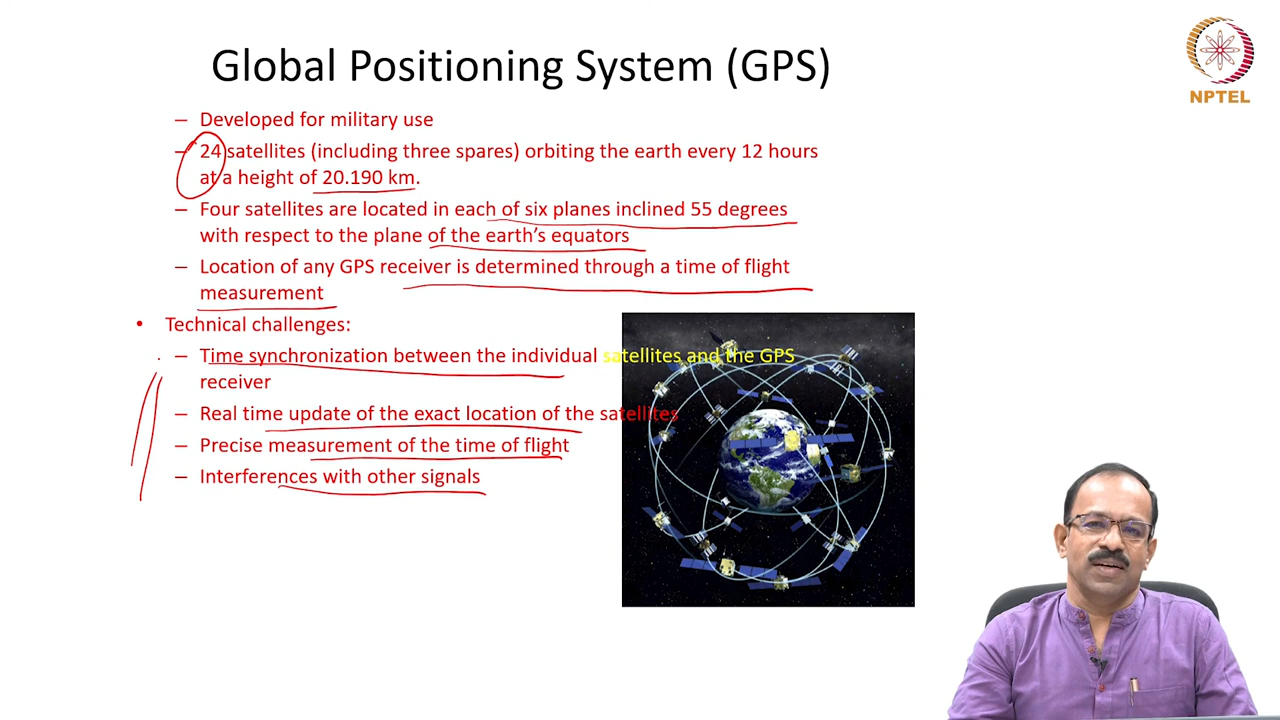 Global Positioning System (GPS)
NPTEL
– Developed for military use
– 24 satellites (including three spares) orbiting the earth every 12 hours
at a height of 20.190 km.
– Four satellites are located in each of six planes inclined 55 degrees
with respect to the plane of the earth's equators
– Location of any GPS receiver is determined through a time of flight
measurement
• Technical challenges:
– Time synchronization between the individual satellites and the GPS
receiver
– Real time update of the exact location of the satellites
– Precise measurement of the time of flight
– Interferences with other signals